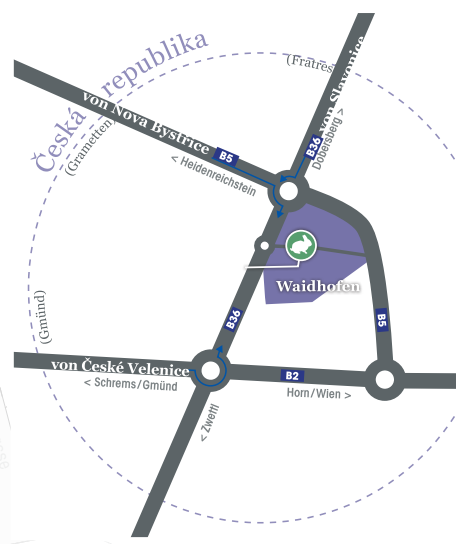 Česká republika
(Fratres)
von Slavonice
von Nova Bystřice
(Grametten)
B5
B36
Dobersberg >
< Heidenreichstein
Waidhofen
(Gmünd)
B36
B5
von České Velenice
B2
< Schrems/Gmünd
Horn/Wien >
< Zwettl